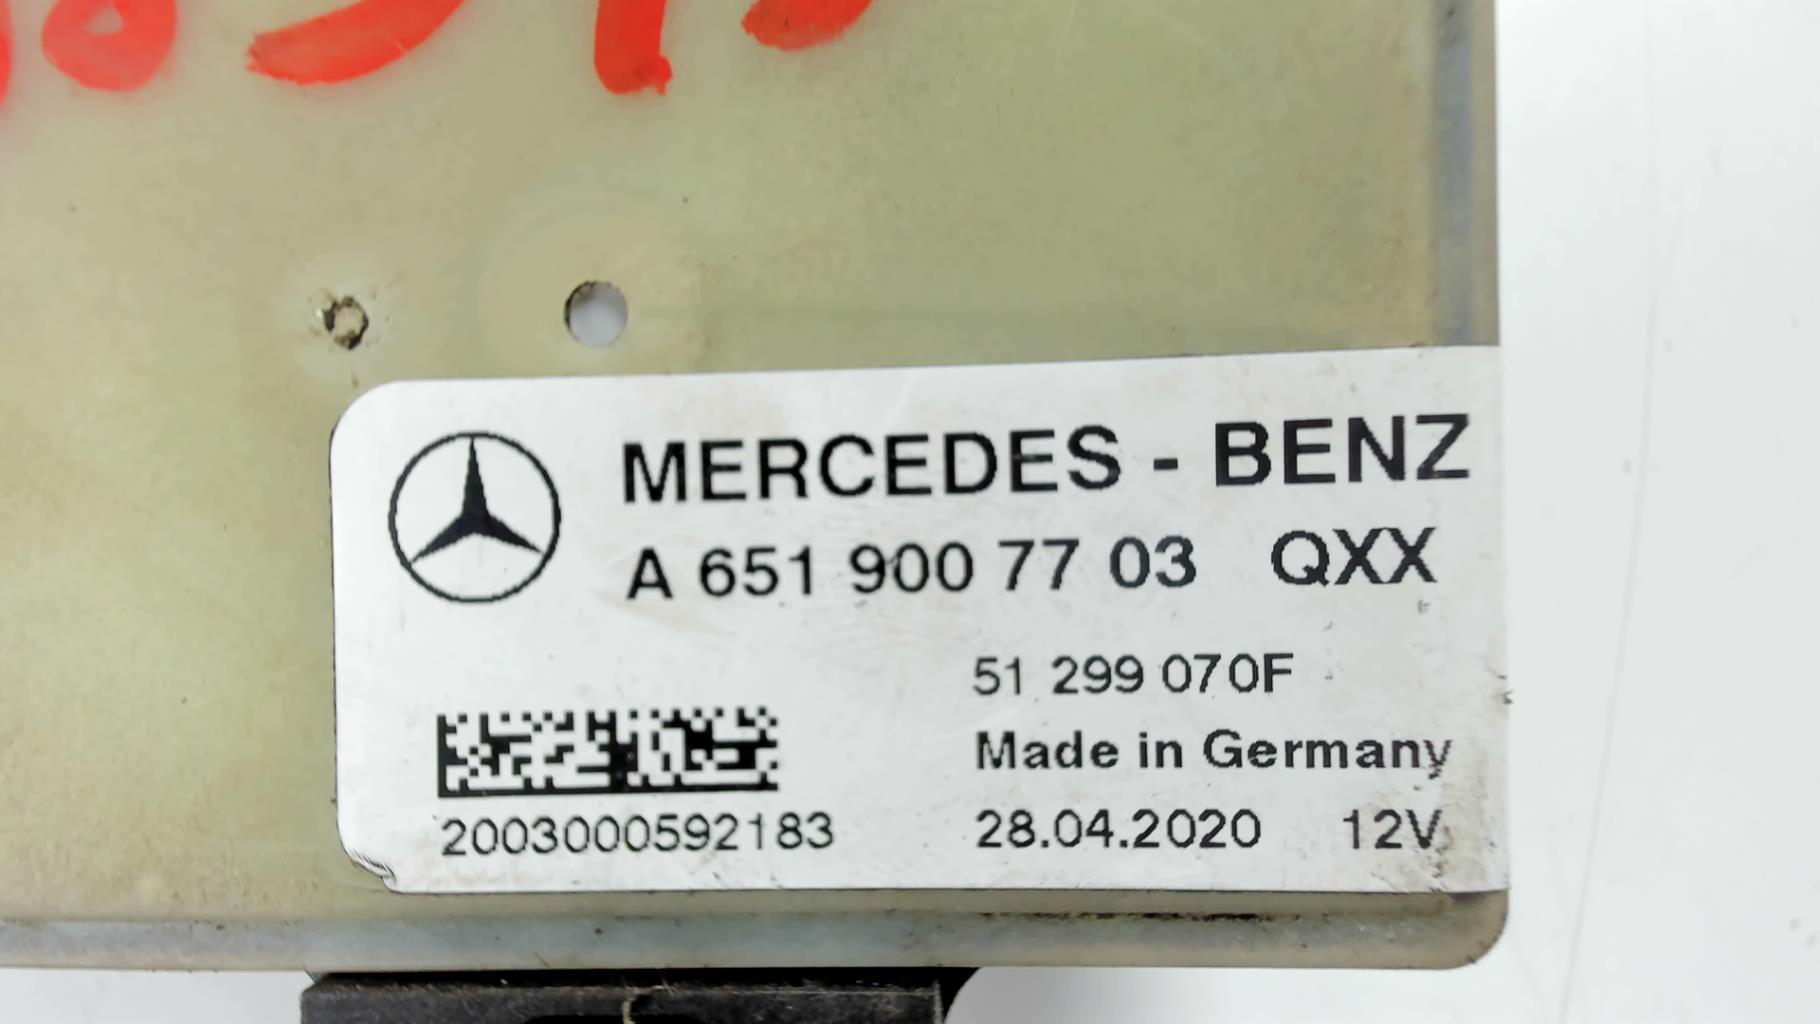 MERCEDES - BENZ
A 651 900 77 03 QXX
51 299 070F
Made in Germany
2003000592183 28.04.2020 12V